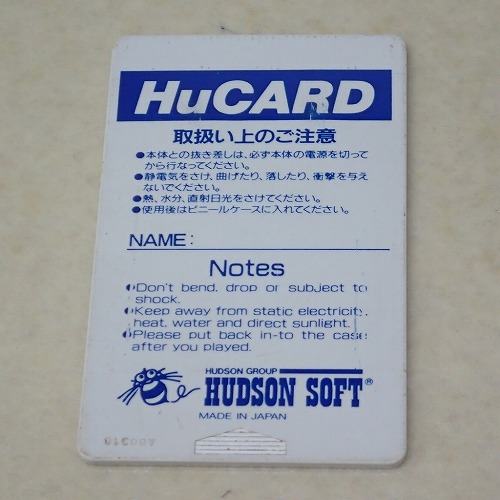 HuCARD
取扱い上のご注意
●本体との抜き差しは、必ず本体の電源を切って
から行なってください。
●静電気をさけ、曲げたり、落したり、衝撃を与え
ないでください。
●熱、水分、直射日光をさけてください。
●使用後はビニールケースに入れてください。
NAME:
Notes
●Don't bend, drop or subject to
shock.
●Keep away from static electricity,
heat, water and direct sunlight.
●Please put back in-to the case
after you played.
HUDSON GROUP
HUDSON SOFT®
MADE IN JAPAN